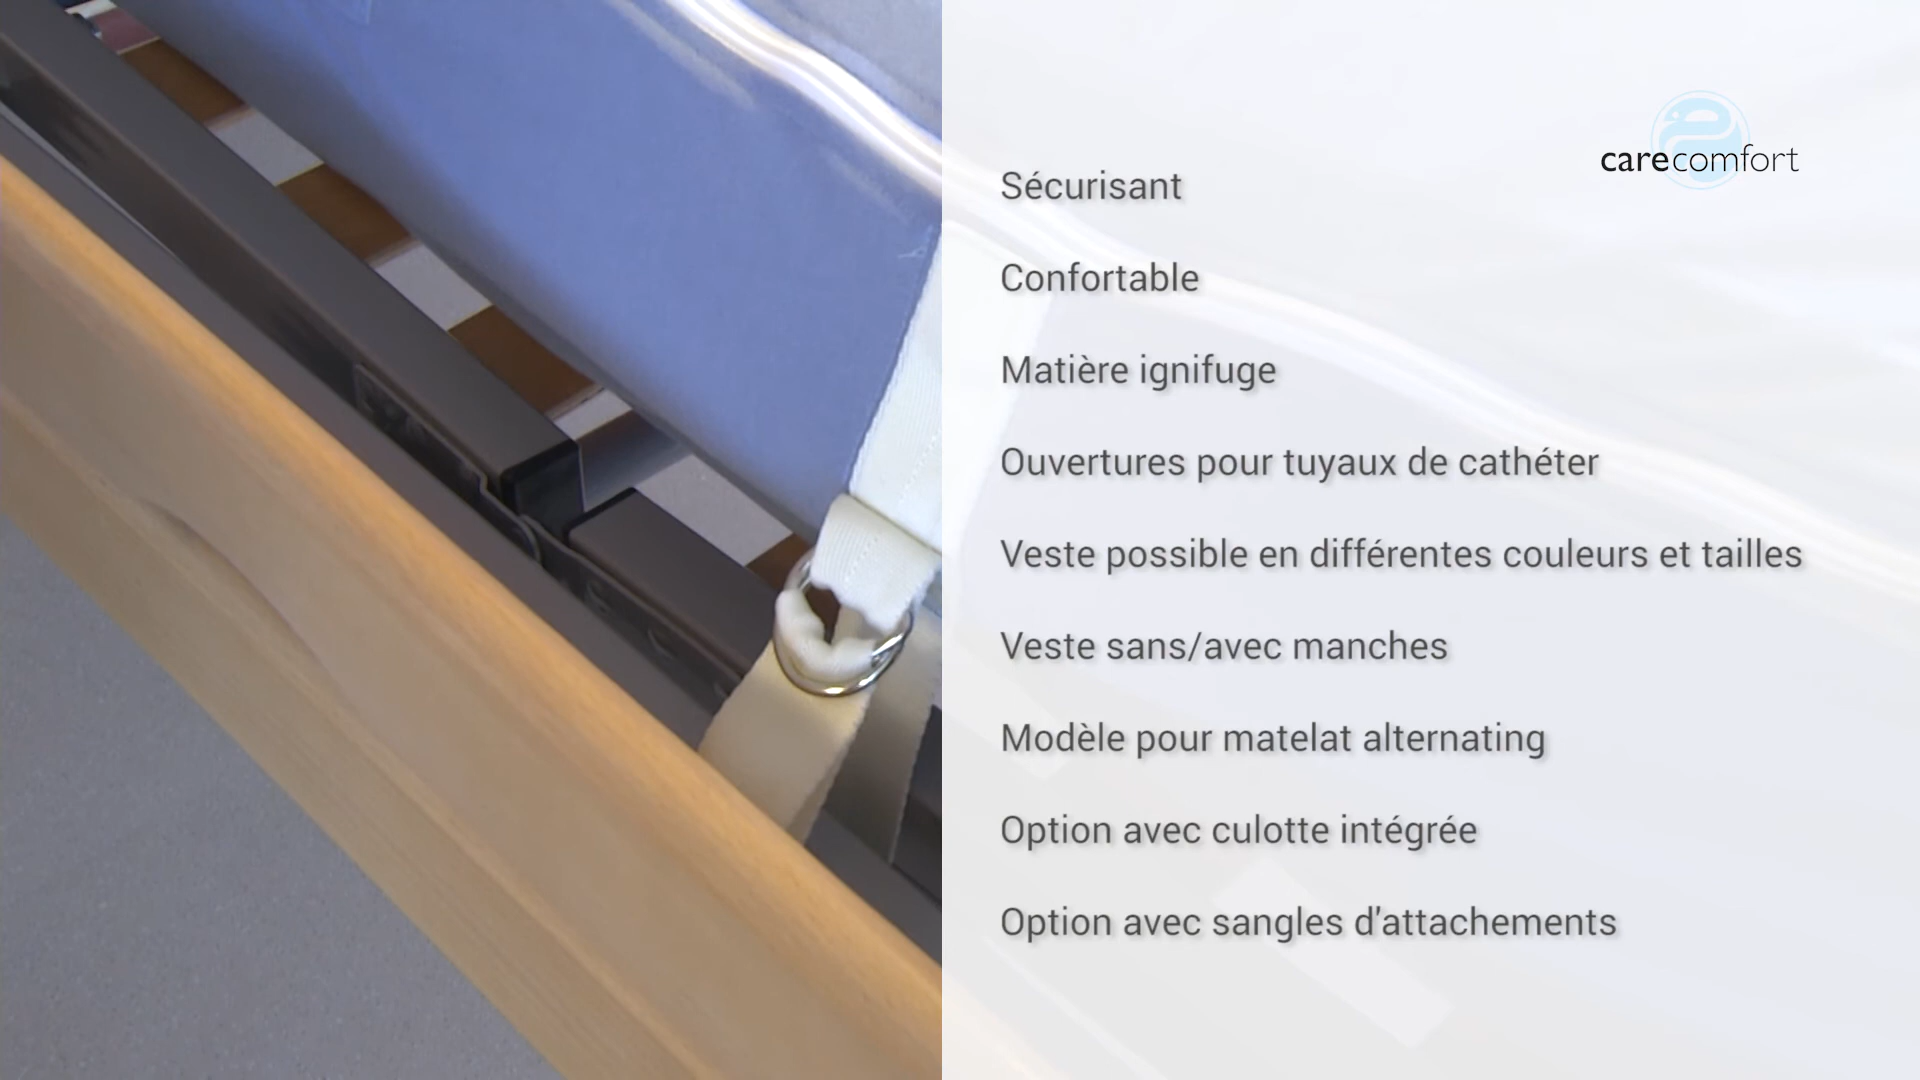 carecomfort
Sécurisant
Confortable
Matière ignifuge
Ouvertures pour tuyaux de cathéter
Veste possible en différentes couleurs et tailles
Veste sans/avec manches
Modèle pour matelat alternating
Option avec culotte intégrée
Option avec sangles d'attachements